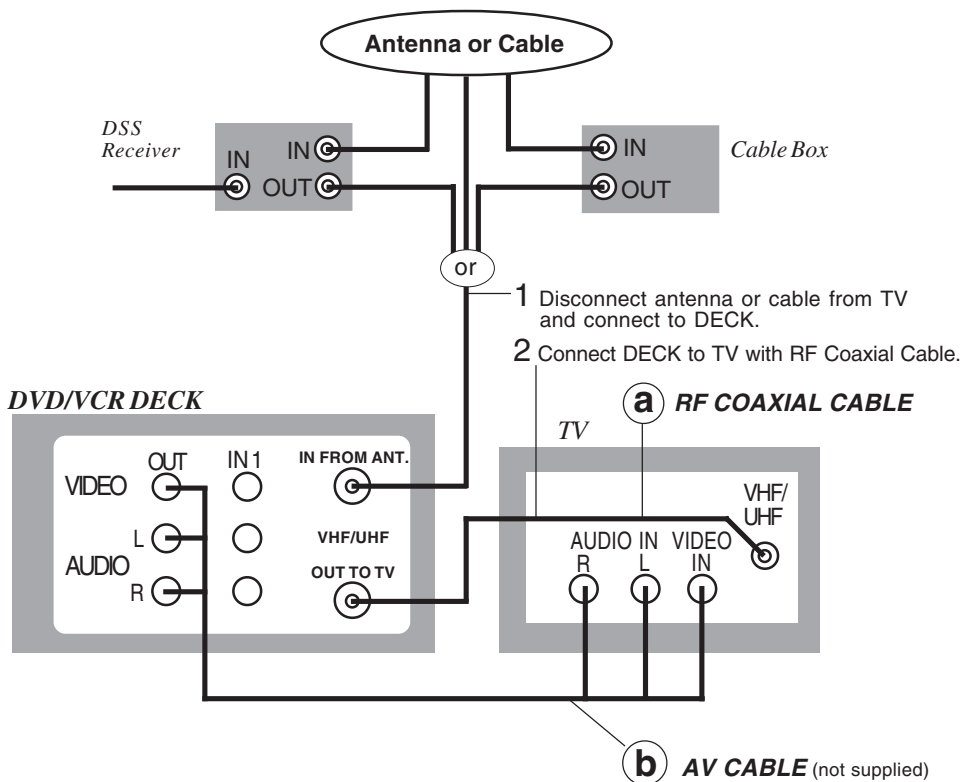 Antenna or Cable
DSS
Receiver
IN
IN
OUT
IN
OUT
Cable Box
or
1 Disconnect antenna or cable from TV
and connect to DECK.
2 Connect DECK to TV with RF Coaxial Cable.
DVD/VCR DECK
a RF COAXIAL CABLE
TV
OUT
IN 1
IN FROM ANT.
VIDEO
L
AUDIO
R
VHF/UHF
OUT TO TV
VHF/
UHF
AUDIO IN
R
L
VIDEO
IN
b AV CABLE (not supplied)